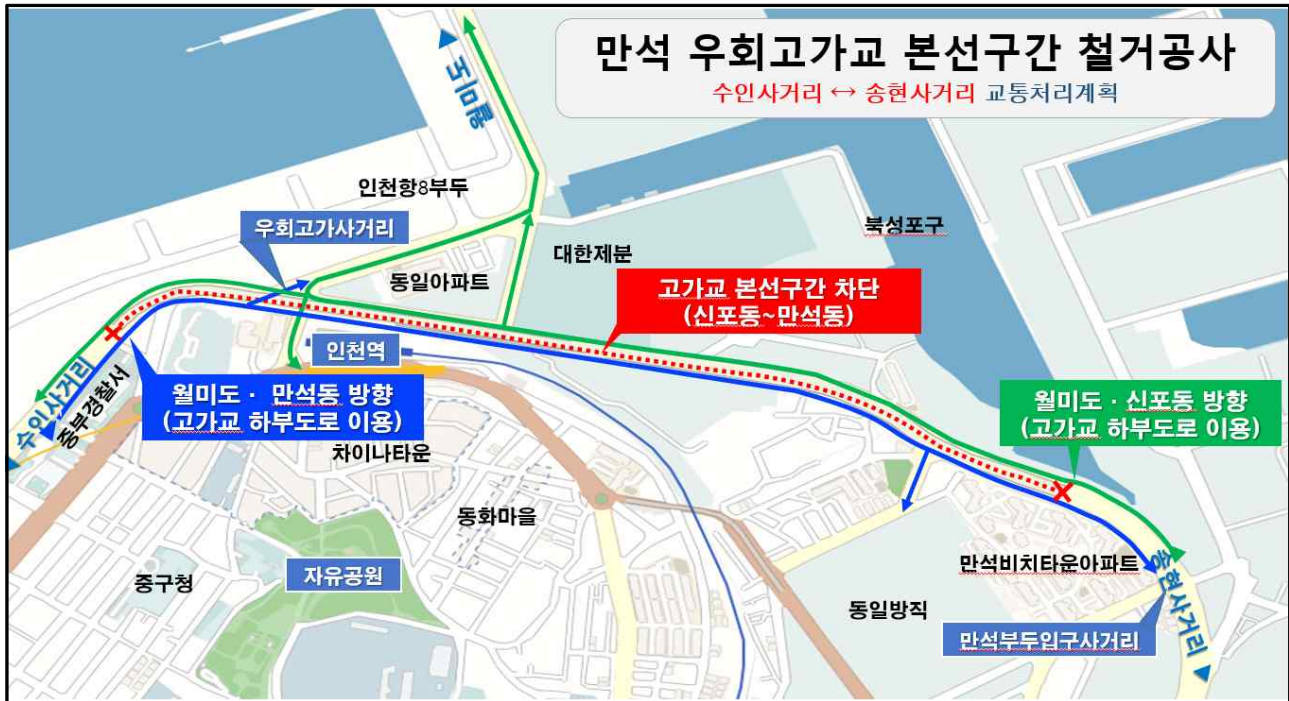 만석 우회고가교 본선구간 철거공사
수인사거리 ↔ 송현사거리 교통처리계획
월미도
인천항8부두
우회고가사거리
북성포구
대한제분
동일아파트
고가교 본선구간 차단
(신포동~만석동)
인천역
수인사거리
중부경찰서
월미도 · 만석동 방향
(고가교 하부도로 이용)
월미도 · 신포동 방향
(고가교 하부도로 이용)
차이나타운
동화마을
만석비치타운아파트
송현사거리
자유공원
중구청
동일방직
만석부두입구사거리